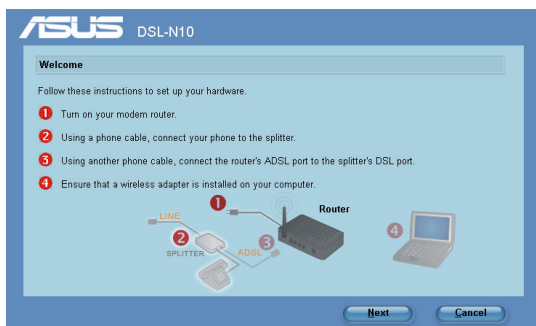 ASUS DSL-N10
Welcome
Follow these instructions to set up your hardware.
1 Turn on your modem router.
2 Using a phone cable, connect your phone to the splitter.
3 Using another phone cable, connect the router's ADSL port to the splitter's DSL port.
4 Ensure that a wireless adapter is installed on your computer.
LINE
1
Router
2
SPLITTER
ADSL
3
4
Next Cancel